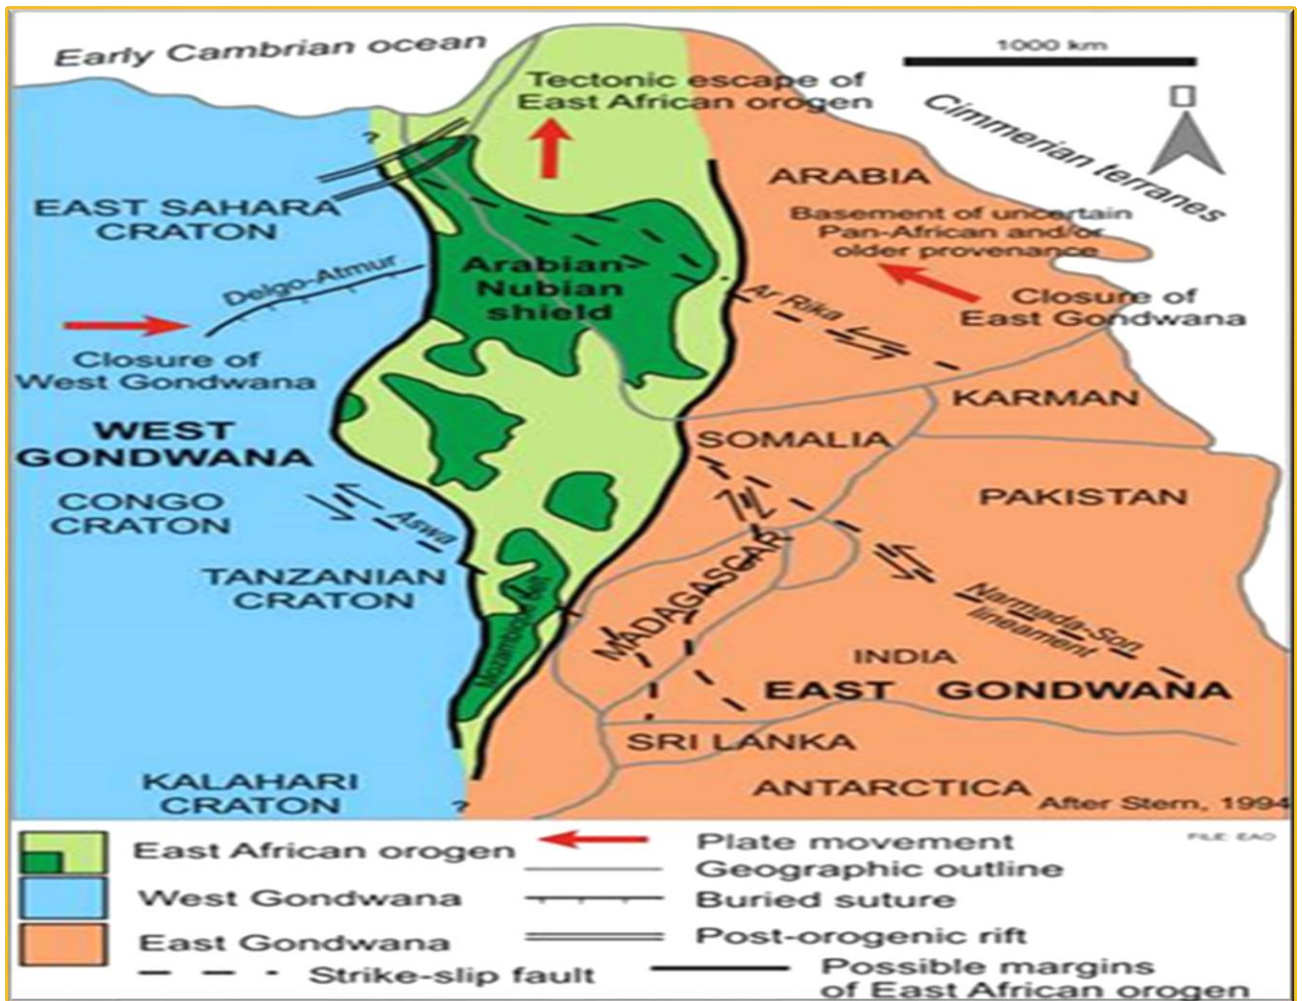 Early Cambrian ocean
1000 km
Tectonic escape of
East African orogen
Cimmerian terranes
?
ARABIA
EAST SAHARA
CRATON
Basement of uncertain
Pan-African and/or
older provenance
Arabian-
Nubian
shield
Delgo-Atmur
Ar Rika
Closure of
East Gondwana
Closure of
West Gondwana
KARMAN
WEST
GONDWANA
SOMALIA
CONGO
CRATON
PAKISTAN
Aswa
TANZANIAN
CRATON
MADAGASCAR
Mozambique Belt
Narmada-Son
lineament
INDIA
EAST GONDWANA
SRI LANKA
KALAHARI
CRATON
ANTARCTICA
?
After Stern, 1994
FILE: EAO
East African orogen
Plate movement
Geographic outline
West Gondwana
Buried suture
East Gondwana
Post-orogenic rift
Strike-slip fault
Possible margins
of East African orogen